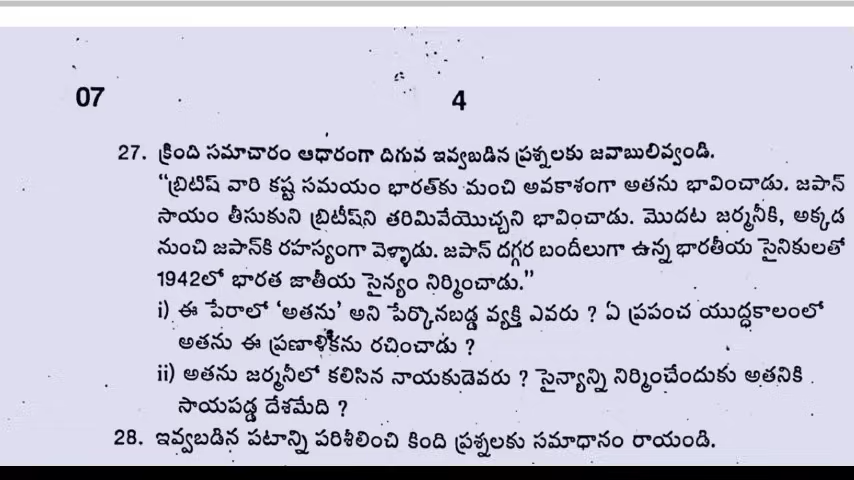 07
4
27. క్రింది సమాచారం ఆధారంగా దిగువ ఇవ్వబడిన ప్రశ్నలకు జవాబులివ్వండి.
“బ్రిటిష్ వారి కష్ట సమయం భారత్‌కు మంచి అవకాశంగా అతను భావించాడు. జపాన్
సాయం తీసుకుని బ్రిటీష్‌ని తరిమివేయొచ్చని భావించాడు. మొదట జర్మనీకి, అక్కడ
నుంచి జపాన్‌కి రహస్యంగా వెళ్ళాడు. జపాన్ దగ్గర బందీలుగా ఉన్న భారతీయ సైనికులతో
1942లో భారత జాతీయ సైన్యం నిర్మించాడు.”
i) ఈ పేరాలో ‘అతను’ అని పేర్కొనబడ్డ వ్యక్తి ఎవరు ? ఏ ప్రపంచ యుద్ధకాలంలో
అతను ఈ ప్రణాళికను రచించాడు ?
ii) అతను జర్మనీలో కలిసిన నాయకుడెవరు ? సైన్యాన్ని నిర్మించేందుకు అతనికి
సాయపడ్డ దేశమేది ?
28. ఇవ్వబడిన పటాన్ని పరిశీలించి కింది ప్రశ్నలకు సమాధానం రాయండి.